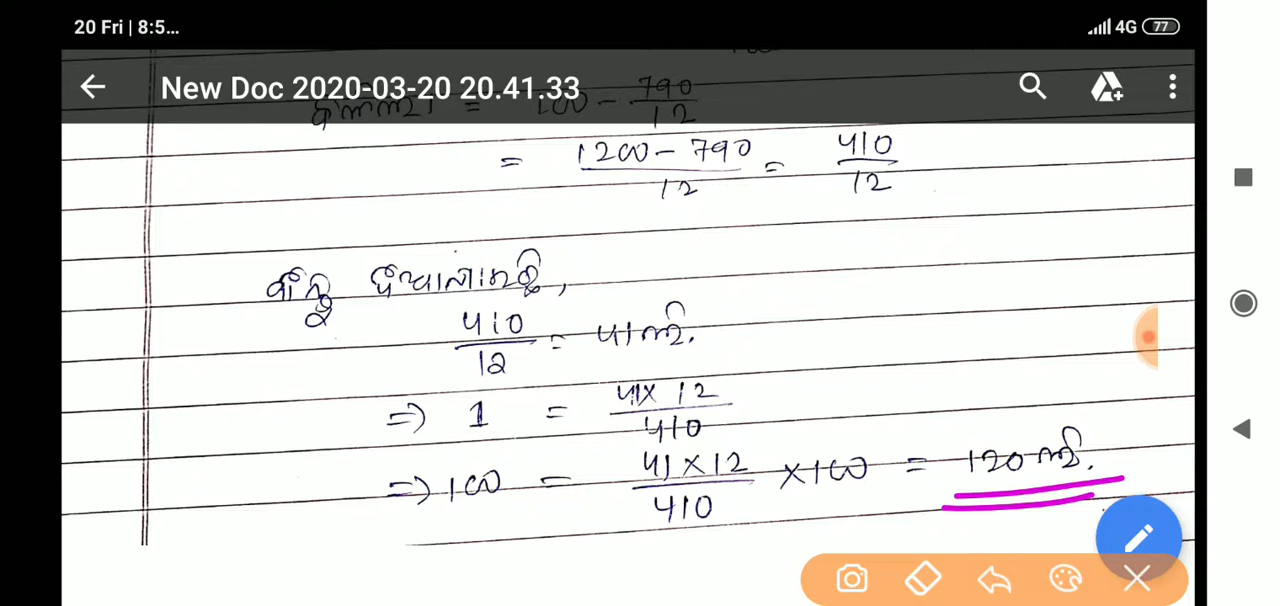 20 Fri | 8:5...
4G 77
New Doc 2020-03-20 20.41.33
= 100 - 790/12
= (1200 - 790)/12 = 410/12
410/12 = 41
=> 1 = (41 x 12)/410
=> 100 = (41 x 12)/410 x 100 = 120